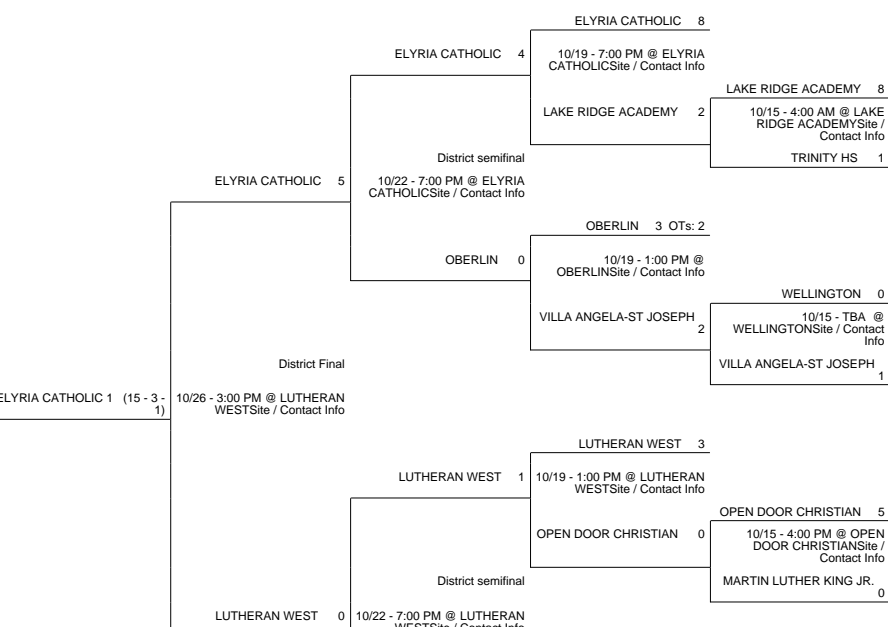 ELYRIA CATHOLIC 8
ELYRIA CATHOLIC 4
10/19 - 7:00 PM @ ELYRIA
CATHOLICSite / Contact Info
LAKE RIDGE ACADEMY 8
LAKE RIDGE ACADEMY 2
10/15 - 4:00 AM @ LAKE
RIDGE ACADEMYSite /
Contact Info
District semifinal
TRINITY HS 1
ELYRIA CATHOLIC 5
10/22 - 7:00 PM @ ELYRIA
CATHOLICSite / Contact Info
OBERLIN 3 OTs: 2
OBERLIN 0
10/19 - 1:00 PM @
OBERLINSite / Contact Info
WELLINGTON 0
VILLA ANGELA-ST JOSEPH
2
10/15 - TBA @
WELLINGTONSite / Contact
Info
District Final
VILLA ANGELA-ST JOSEPH
1
ELYRIA CATHOLIC 1 (15 - 3 -
1)
10/26 - 3:00 PM @ LUTHERAN
WESTSite / Contact Info
LUTHERAN WEST 3
LUTHERAN WEST 1
10/19 - 1:00 PM @ LUTHERAN
WESTSite / Contact Info
OPEN DOOR CHRISTIAN 5
OPEN DOOR CHRISTIAN 0
10/15 - 4:00 PM @ OPEN
DOOR CHRISTIANSite /
Contact Info
District semifinal
MARTIN LUTHER KING JR.
0
LUTHERAN WEST 0
10/22 - 7:00 PM @ LUTHERAN
WESTSite / Contact Info